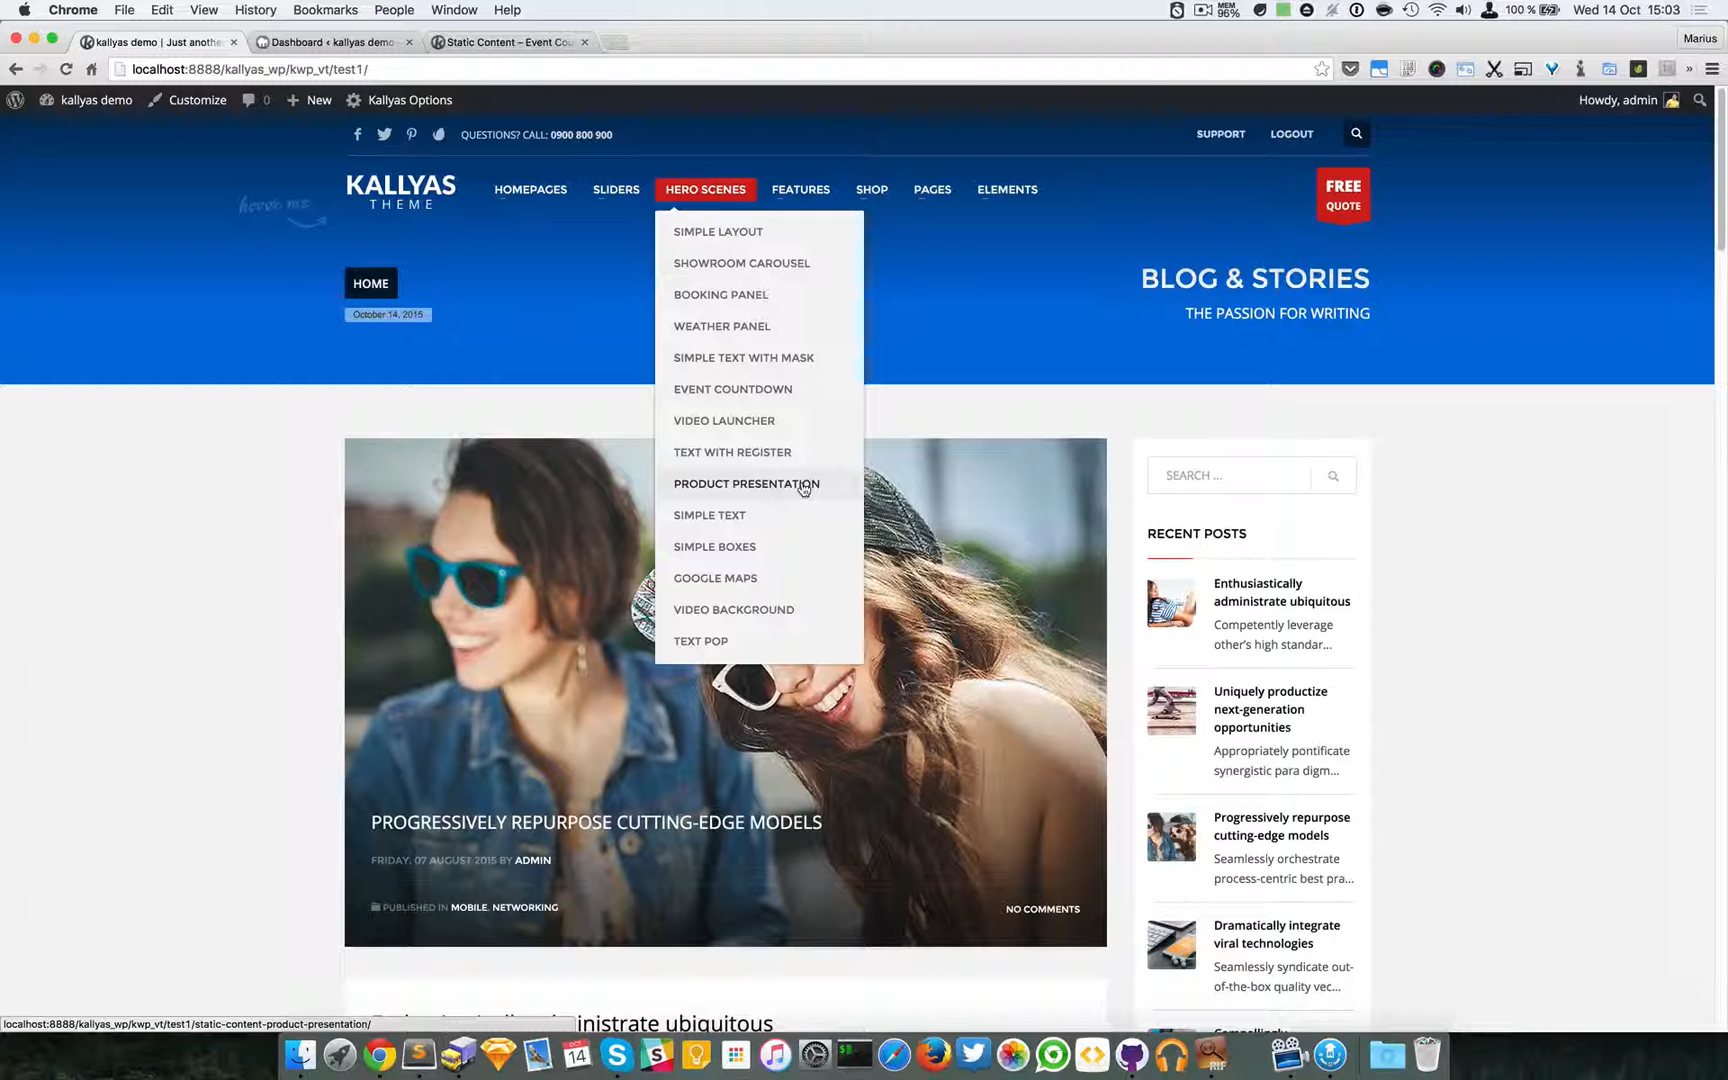 Chrome File Edit View History Bookmarks People Window Help
MEM 96% 100 % Wed 14 Oct 15:03
kallyas demo | Just anothe
Dashboard ‹ kallyas demo
Static Content – Event Cou
Marius
localhost:8888/kallyas_wp/kwp_vt/test1/
kallyas demo Customize 0 New Kallyas Options
Howdy, admin
QUESTIONS? CALL: 0900 800 900
SUPPORT LOGOUT
KALLYAS
THEME
hover me
HOMEPAGES SLIDERS HERO SCENES FEATURES SHOP PAGES ELEMENTS
FREE
QUOTE
SIMPLE LAYOUT
SHOWROOM CAROUSEL
BOOKING PANEL
WEATHER PANEL
SIMPLE TEXT WITH MASK
EVENT COUNTDOWN
VIDEO LAUNCHER
TEXT WITH REGISTER
PRODUCT PRESENTATION
SIMPLE TEXT
SIMPLE BOXES
GOOGLE MAPS
VIDEO BACKGROUND
TEXT POP
HOME
October 14, 2015
BLOG & STORIES
THE PASSION FOR WRITING
PROGRESSIVELY REPURPOSE CUTTING-EDGE MODELS
FRIDAY, 07 AUGUST 2015 BY ADMIN
PUBLISHED IN MOBILE, NETWORKING
NO COMMENTS
SEARCH ...
RECENT POSTS
Enthusiastically
administrate ubiquitous
Competently leverage
other's high standar...
Uniquely productize
next-generation
opportunities
Appropriately pontificate
synergistic para digm...
Progressively repurpose
cutting-edge models
Seamlessly orchestrate
process-centric best pra...
Dramatically integrate
viral technologies
Seamlessly syndicate out-
of-the-box quality vec...
inistrate ubiquitous
localhost:8888/kallyas_wp/kwp_vt/test1/static-content-product-presentation/
14
RIF